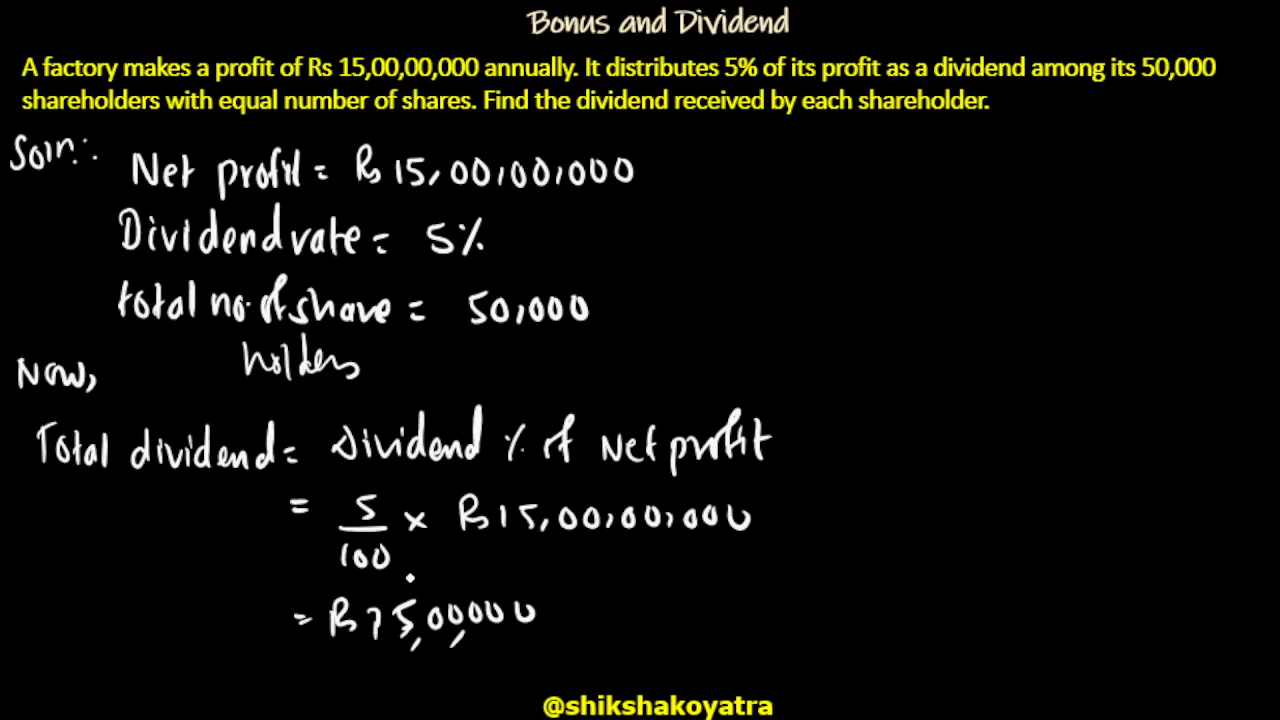 Bonus and Dividend
A factory makes a profit of Rs 15,00,00,000 annually. It distributes 5% of its profit as a dividend among its 50,000
shareholders with equal number of shares. Find the dividend received by each shareholder.
Soln:
Net profit = Rs 15,00,00,000
Dividend rate = 5%
total no. of share = 50,000
holders
Now,
Total dividend = Dividend % of Net profit
= 5/100 × Rs 15,00,00,000
= Rs 75,00,000
@shikshakoyatra